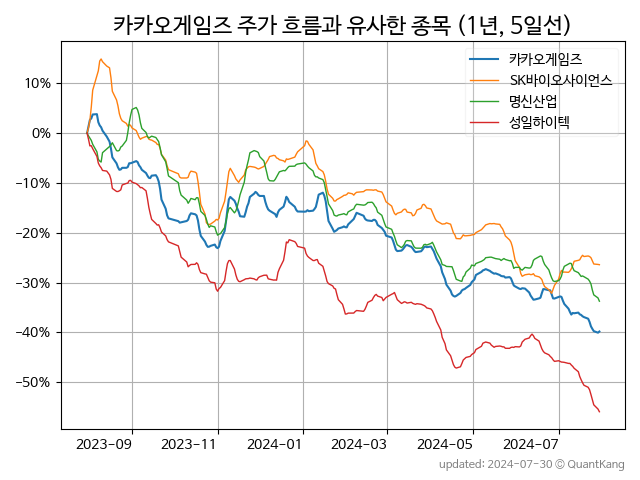 카카오게임즈 주가 흐름과 유사한 종목 (1년, 5일선)
카카오게임즈
SK바이오사이언스
명신산업
성일하이텍
10%
0%
−10%
−20%
−30%
−40%
−50%
2023-09 2023-11 2024-01 2024-03 2024-05 2024-07
updated: 2024-07-30 © QuantKang